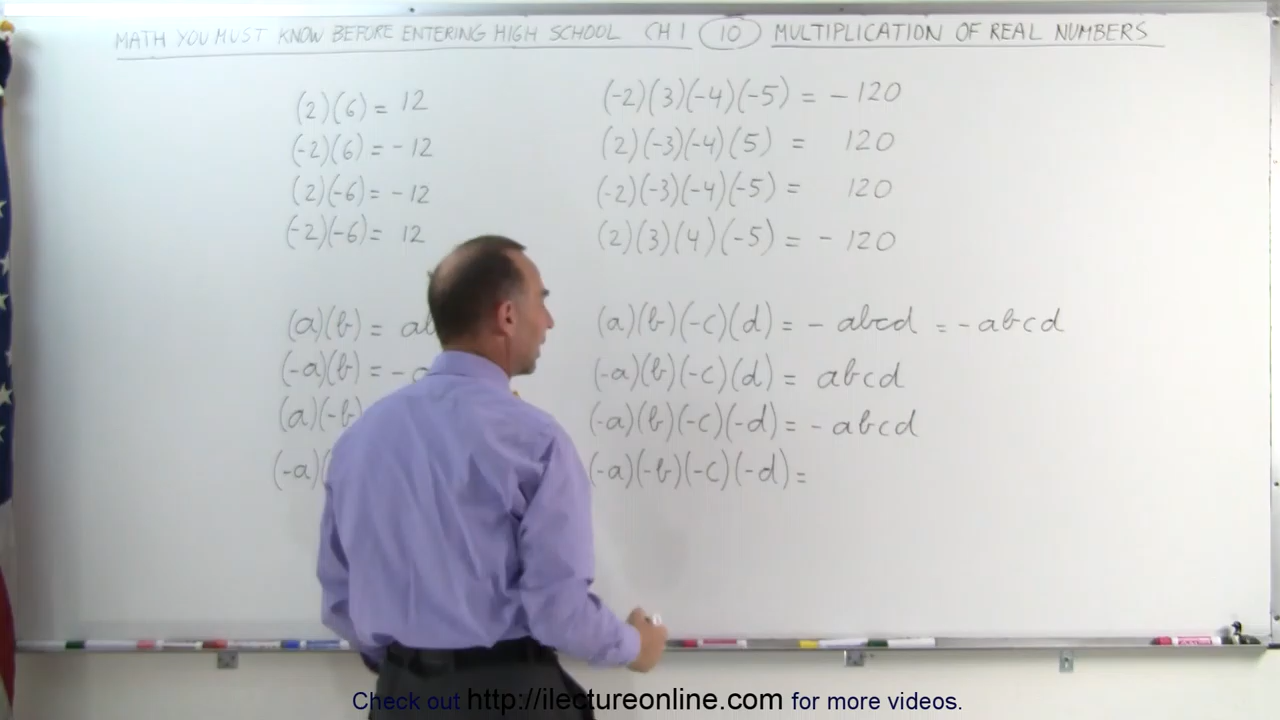 MATH YOU MUST KNOW BEFORE ENTERING HIGH SCHOOL CH 1 10 MULTIPLICATION OF REAL NUMBERS
(2)(6) = 12
(-2)(6) = -12
(2)(-6) = -12
(-2)(-6) = 12
(a)(b) = ab
(-a)(b) = -
(a)(-b)
(-a)(
(-2)(3)(-4)(-5) = -120
(2)(-3)(-4)(5) = 120
(-2)(-3)(-4)(-5) = 120
(2)(3)(4)(-5) = -120
(a)(b)(-c)(d) = - abcd = -abcd
(-a)(b)(-c)(d) = abcd
(-a)(b)(-c)(-d) = - abcd
(-a)(-b)(-c)(-d) =
Check out http://ilectureonline.com for more videos.